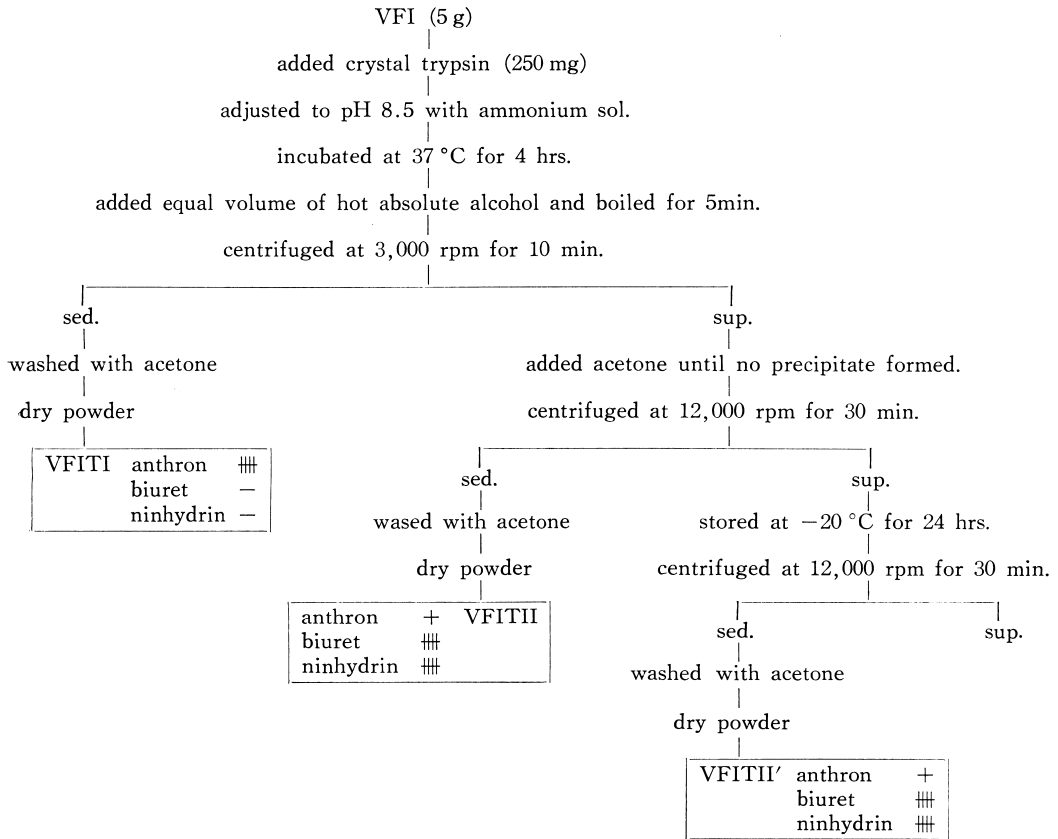 VFI (5 g)
added crystal trypsin (250 mg)
adjusted to pH 8.5 with ammonium sol.
incubated at 37 °C for 4 hrs.
added equal volume of hot absolute alcohol and boiled for 5min.
centrifuged at 3,000 rpm for 10 min.
sed.
washed with acetone
dry powder
VFITI anthron 卌
biuret −
ninhydrin −
sup.
added acetone until no precipitate formed.
centrifuged at 12,000 rpm for 30 min.
sed.
wased with acetone
dry powder
anthron + VFITII
biuret 卌
ninhydrin 卌
sup.
stored at −20 °C for 24 hrs.
centrifuged at 12,000 rpm for 30 min.
sed.
washed with acetone
dry powder
VFITII′ anthron +
biuret 卌
ninhydrin 卌
sup.